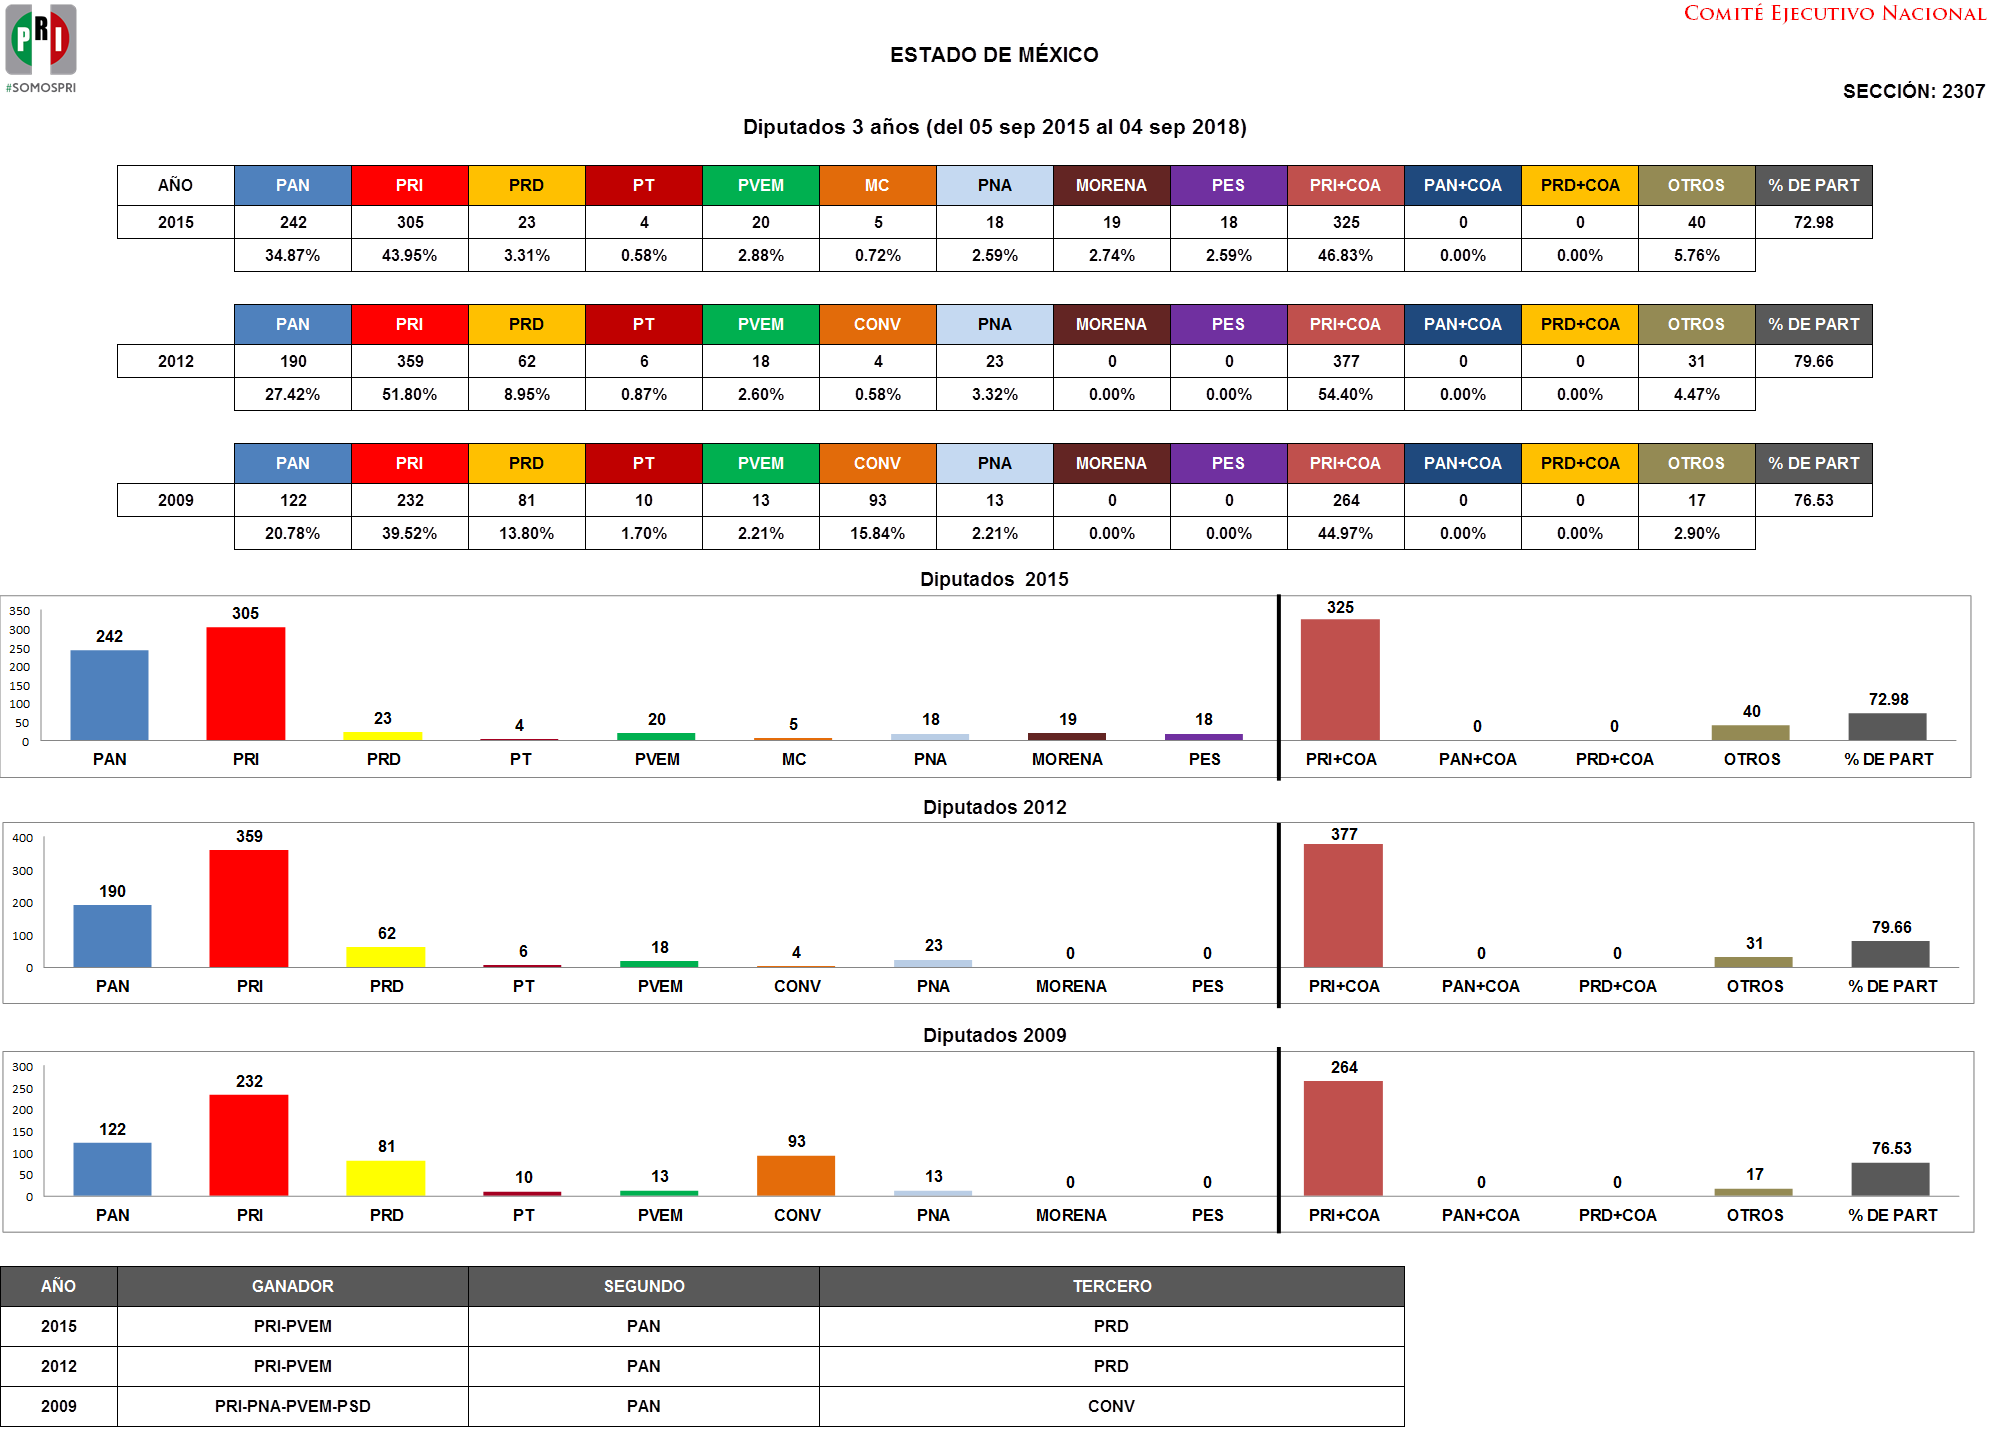 PRI
#SOMOSPRI
COMITÉ EJECUTIVO NACIONAL
ESTADO DE MÉXICO
SECCIÓN: 2307
Diputados 3 años (del 05 sep 2015 al 04 sep 2018)
AÑO PAN PRI PRD PT PVEM MC PNA MORENA PES PRI+COA PAN+COA PRD+COA OTROS % DE PART
2015 242 305 23 4 20 5 18 19 18 325 0 0 40 72.98
34.87% 43.95% 3.31% 0.58% 2.88% 0.72% 2.59% 2.74% 2.59% 46.83% 0.00% 0.00% 5.76%
PAN PRI PRD PT PVEM CONV PNA MORENA PES PRI+COA PAN+COA PRD+COA OTROS % DE PART
2012 190 359 62 6 18 4 23 0 0 377 0 0 31 79.66
27.42% 51.80% 8.95% 0.87% 2.60% 0.58% 3.32% 0.00% 0.00% 54.40% 0.00% 0.00% 4.47%
PAN PRI PRD PT PVEM CONV PNA MORENA PES PRI+COA PAN+COA PRD+COA OTROS % DE PART
2009 122 232 81 10 13 93 13 0 0 264 0 0 17 76.53
20.78% 39.52% 13.80% 1.70% 2.21% 15.84% 2.21% 0.00% 0.00% 44.97% 0.00% 0.00% 2.90%
Diputados 2015
350
300
250
200
150
100
50
0
242 305 23 4 20 5 18 19 18 325 0 0 40 72.98
PAN PRI PRD PT PVEM MC PNA MORENA PES PRI+COA PAN+COA PRD+COA OTROS % DE PART
Diputados 2012
400
300
200
100
0
190 359 62 6 18 4 23 0 0 377 0 0 31 79.66
PAN PRI PRD PT PVEM CONV PNA MORENA PES PRI+COA PAN+COA PRD+COA OTROS % DE PART
Diputados 2009
300
250
200
150
100
50
0
122 232 81 10 13 93 13 0 0 264 0 0 17 76.53
PAN PRI PRD PT PVEM CONV PNA MORENA PES PRI+COA PAN+COA PRD+COA OTROS % DE PART
AÑO GANADOR SEGUNDO TERCERO
2015 PRI-PVEM PAN PRD
2012 PRI-PVEM PAN PRD
2009 PRI-PNA-PVEM-PSD PAN CONV